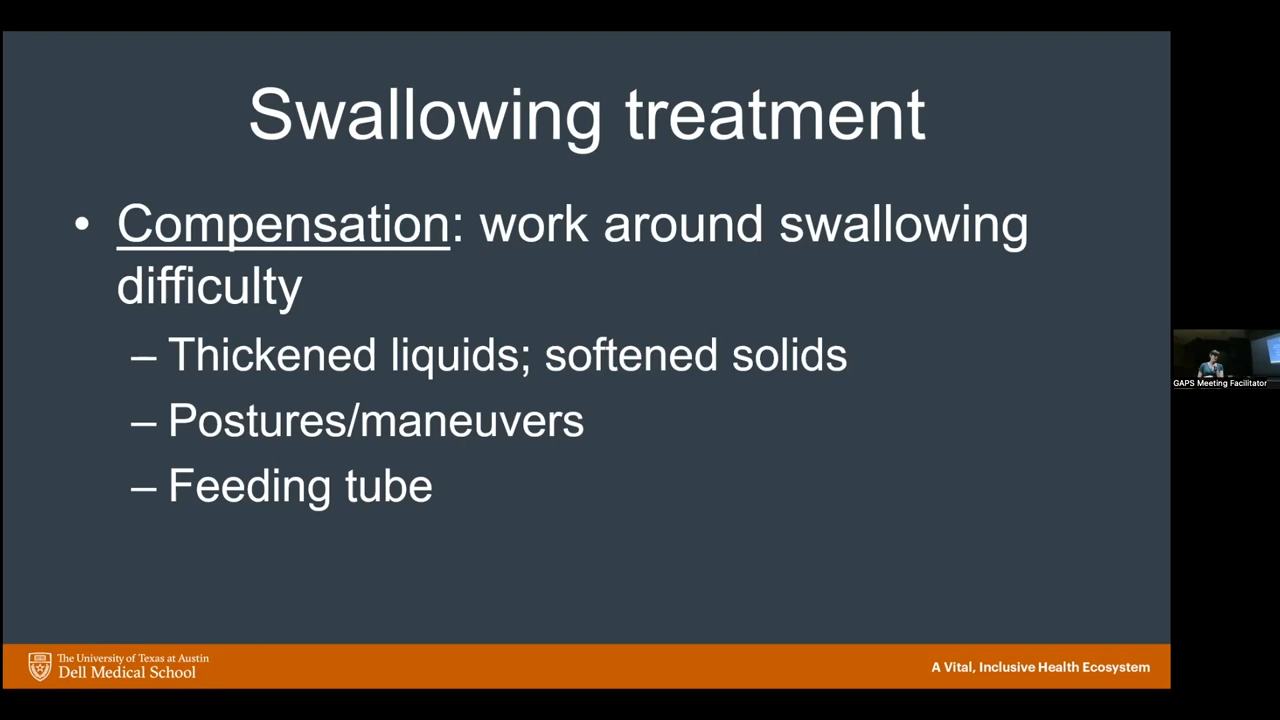 Swallowing treatment
• Compensation: work around swallowing
difficulty
– Thickened liquids; softened solids
– Postures/maneuvers
– Feeding tube
GAPS Meeting Facilitator
The University of Texas at Austin
Dell Medical School
A Vital, Inclusive Health Ecosystem